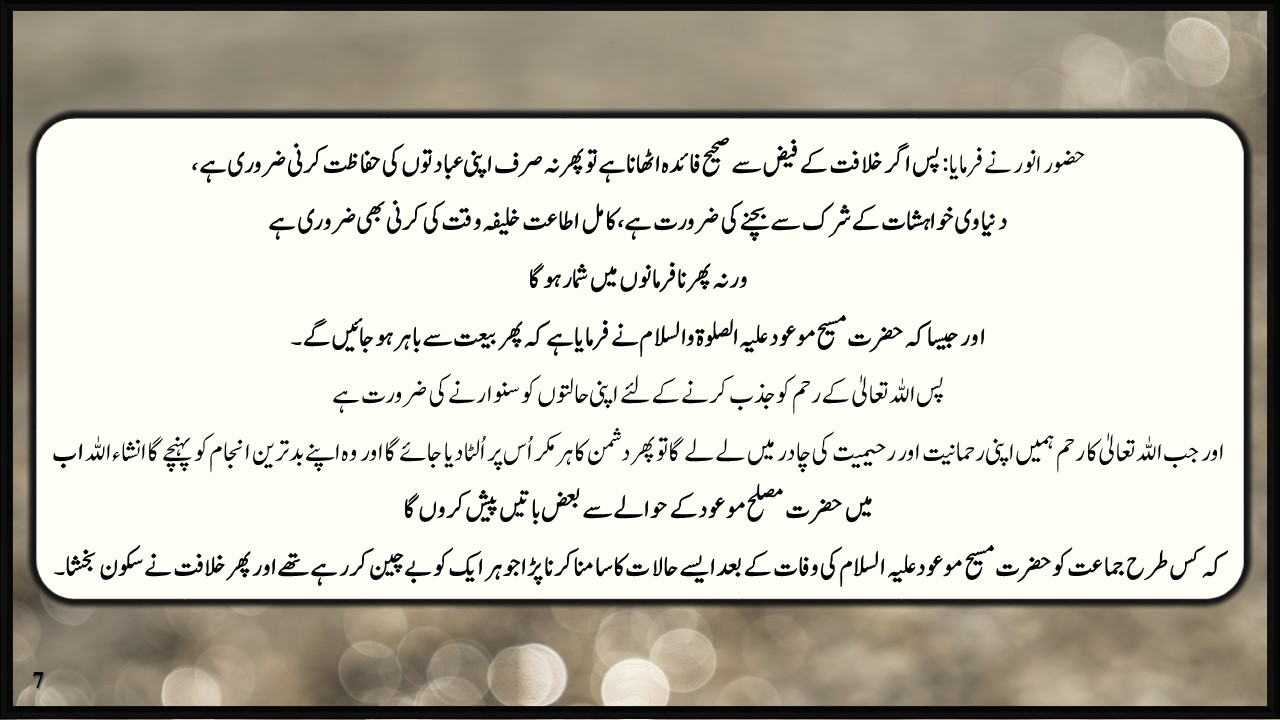 حضور انور نے فرمایا: پس اگر خلافت کے فیض سے صحیح فائدہ اٹھانا ہے تو پھر نہ صرف اپنی عبادتوں کی حفاظت کرنی ضروری ہے،
دنیاوی خواہشات کے شرک سے بچنے کی ضرورت ہے، کامل اطاعت خلیفہ وقت کی کرنی بھی ضروری ہے
ورنہ پھر نافرمانوں میں شمار ہو گا
اور جیسا کہ حضرت مسیح موعود علیہ الصلوۃ والسلام نے فرمایا ہے کہ پھر بیعت سے باہر ہو جائیں گے۔
پس اللہ تعالیٰ کے رحم کو جذب کرنے کے لئے اپنی حالتوں کو سنوارنے کی ضرورت ہے
اور جب اللہ تعالیٰ کا رحم ہمیں اپنی رحمانیت اور رحیمیت کی چادر میں لے لے گا تو پھر دشمن کا ہر مکر اُس پر اُلٹا دیا جائے گا اور وہ اپنے بدترین انجام کو پہنچے گا انشاءاللہ اب
میں حضرت مصلح موعود کے حوالے سے بعض باتیں پیش کروں گا
کہ کس طرح جماعت کو حضرت مسیح موعود علیہ السلام کی وفات کے بعد ایسے حالات کا سامنا کرنا پڑا جو ہر ایک کو بے چین کر رہے تھے اور پھر خلافت نے سکون بخشا۔
7